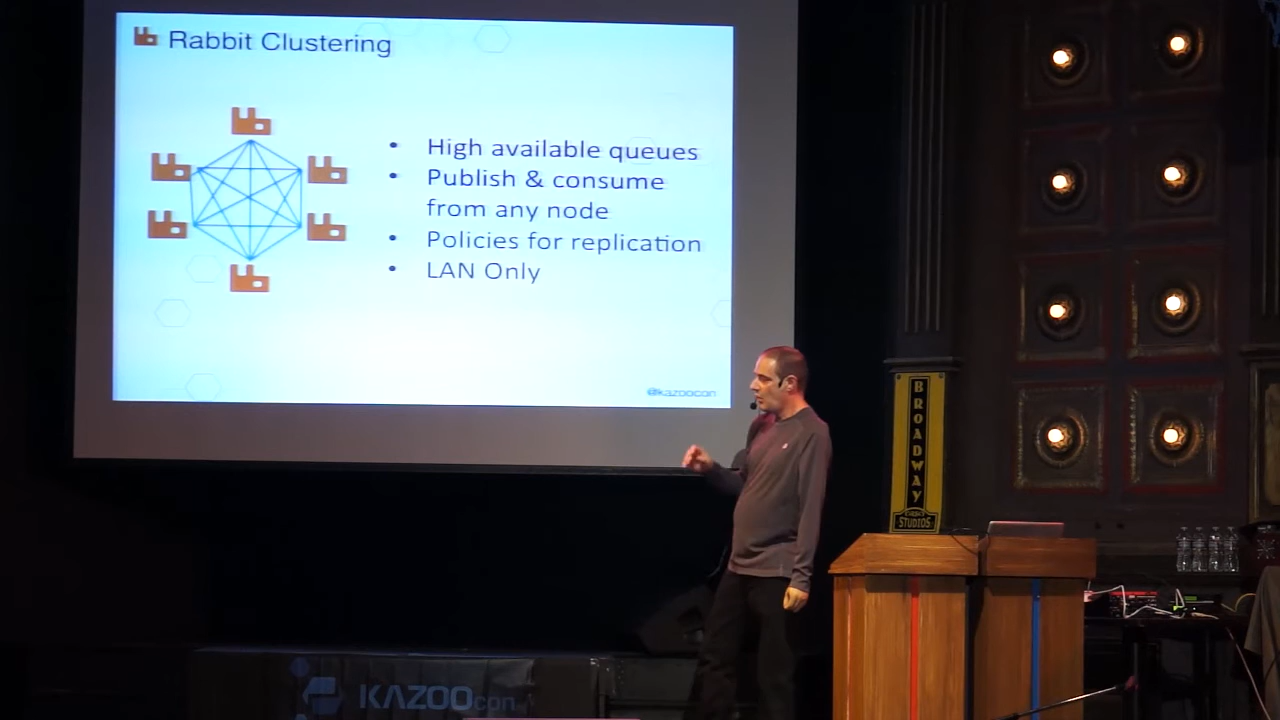 Rabbit Clustering
• High available queues
• Publish & consume
from any node
• Policies for replication
• LAN Only
@kazoocon
BROADWAY
STUDIOS
KAZOOcon